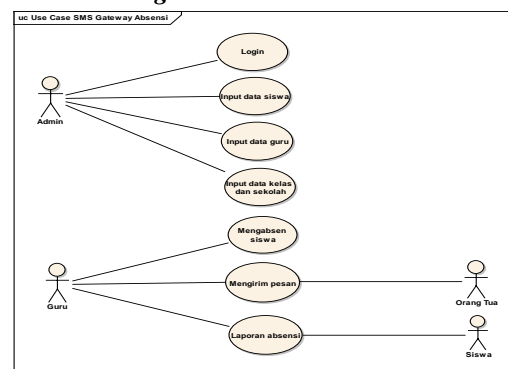 uc Use Case SMS Gateway Absensi
Login
Input data siswa
Admin
Input data guru
Input data kelas
dan sekolah
Mengabsen
siswa
Mengirim pesan
Guru
Orang Tua
Laporan absensi
Siswa